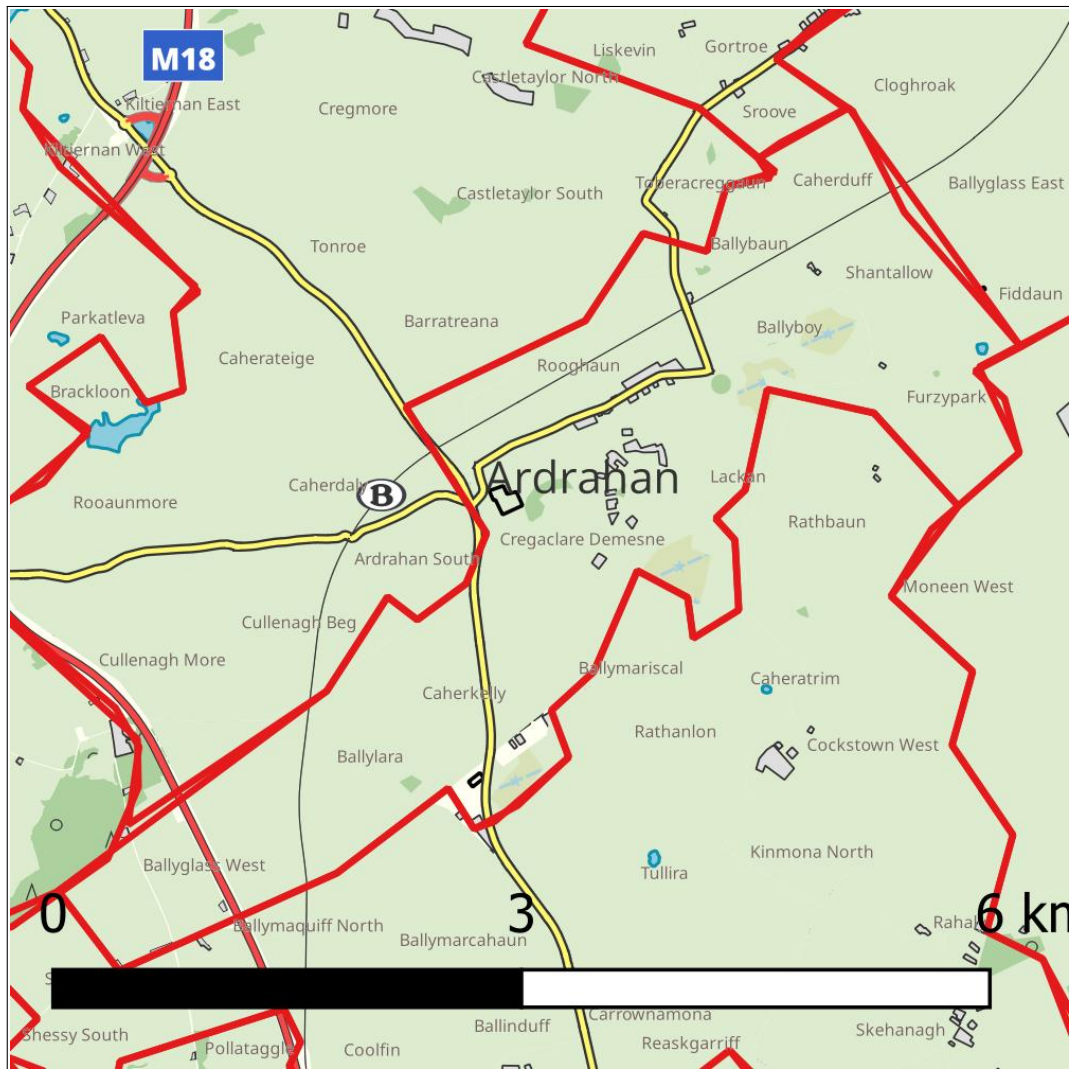 Liskevin
Gortroe
M18
Castletaylor North
Cloghroak
Kiltiernan East
Cregmore
Sroove
Kiltiernan West
Castletaylor South
Toberacreggaun
Caherduff
Ballyglass East
Tonroe
Ballybaun
Shantallow
Fiddaun
Parkatleva
Barratreana
Ballyboy
Caherateige
Rooghaun
Brackloon
Furzypark
Ardrahan
Lackan
Caherdaly
B
Rooaunmore
Rathbaun
Cregaclare Demesne
Ardrahan South
Moneen West
Cullenagh Beg
Cullenagh More
Ballymariscal
Caheratrim
Caherkelly
Rathanlon
Cockstown West
Ballylara
Kinmona North
Ballyglass West
Tullira
0
3
6 km
Ballymaquiff North
Ballymarcahaun
Carrownamona
Ballinduff
Skehanagh
Shessy South
Reaskgarriff
Pollataggle
Coolfin